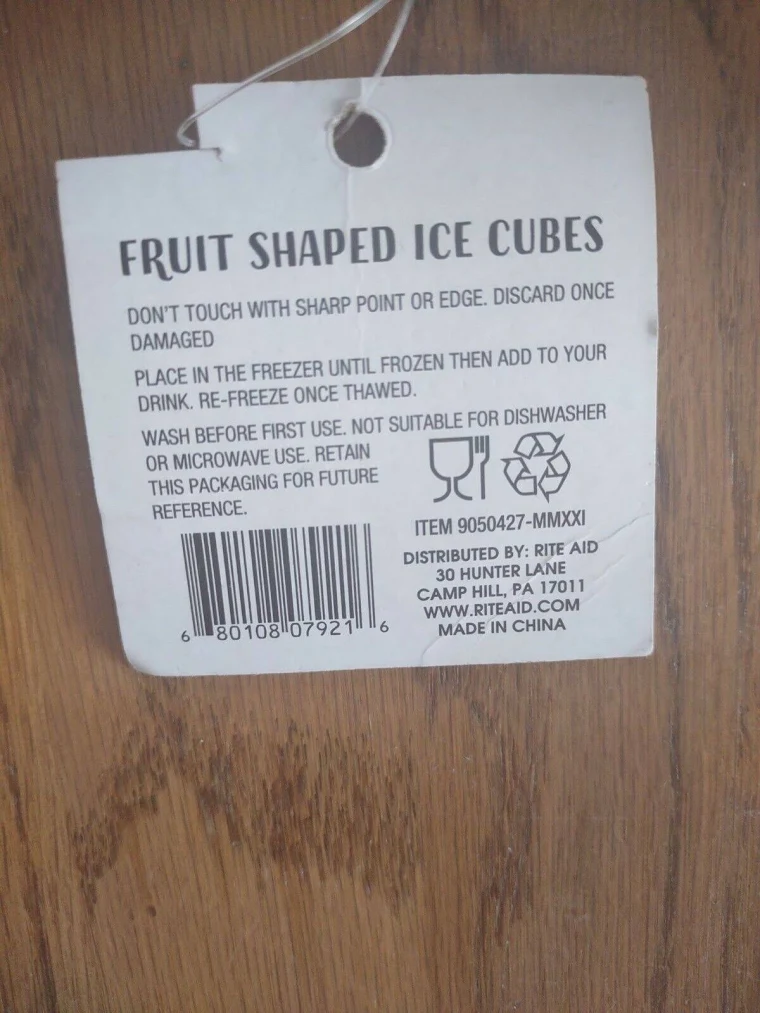 FRUIT SHAPED ICE CUBES
DON'T TOUCH WITH SHARP POINT OR EDGE. DISCARD ONCE
DAMAGED
PLACE IN THE FREEZER UNTIL FROZEN THEN ADD TO YOUR
DRINK. RE-FREEZE ONCE THAWED.
WASH BEFORE FIRST USE. NOT SUITABLE FOR DISHWASHER
OR MICROWAVE USE. RETAIN
THIS PACKAGING FOR FUTURE
REFERENCE.
ITEM 9050427-MMXXI
DISTRIBUTED BY: RITE AID
30 HUNTER LANE
CAMP HILL, PA 17011
WWW.RITEAID.COM
MADE IN CHINA
6 80108 07921 6